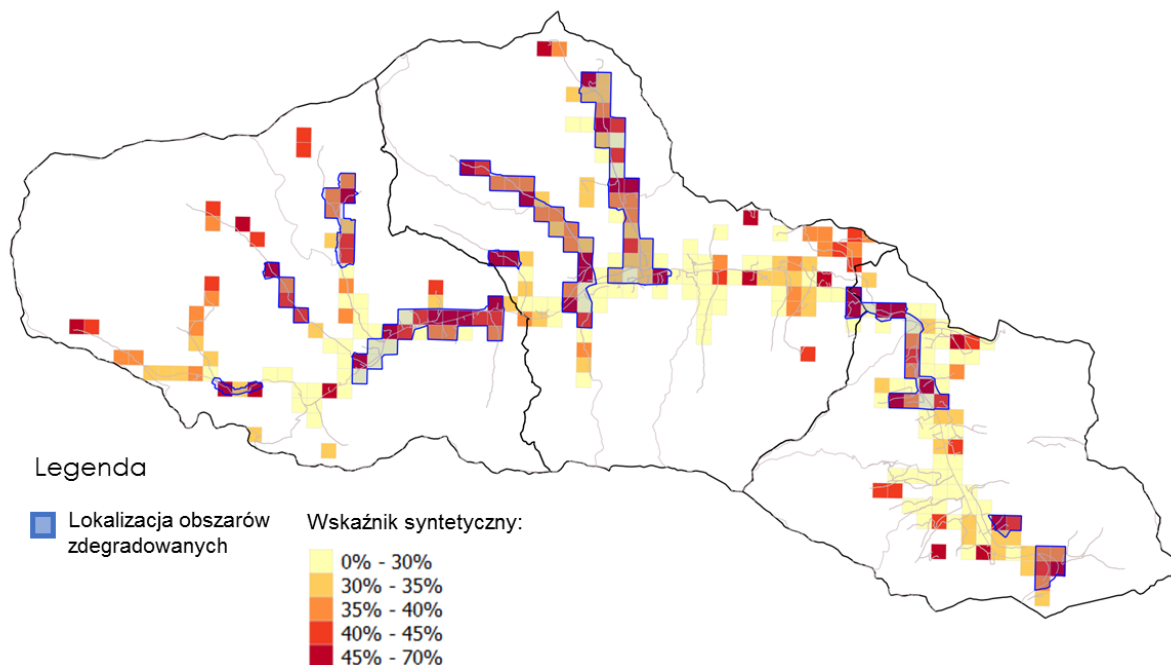 Legenda
Lokalizacja obszarów
zdegradowanych
Wskaźnik syntetyczny:
0% - 30%
30% - 35%
35% - 40%
40% - 45%
45% - 70%